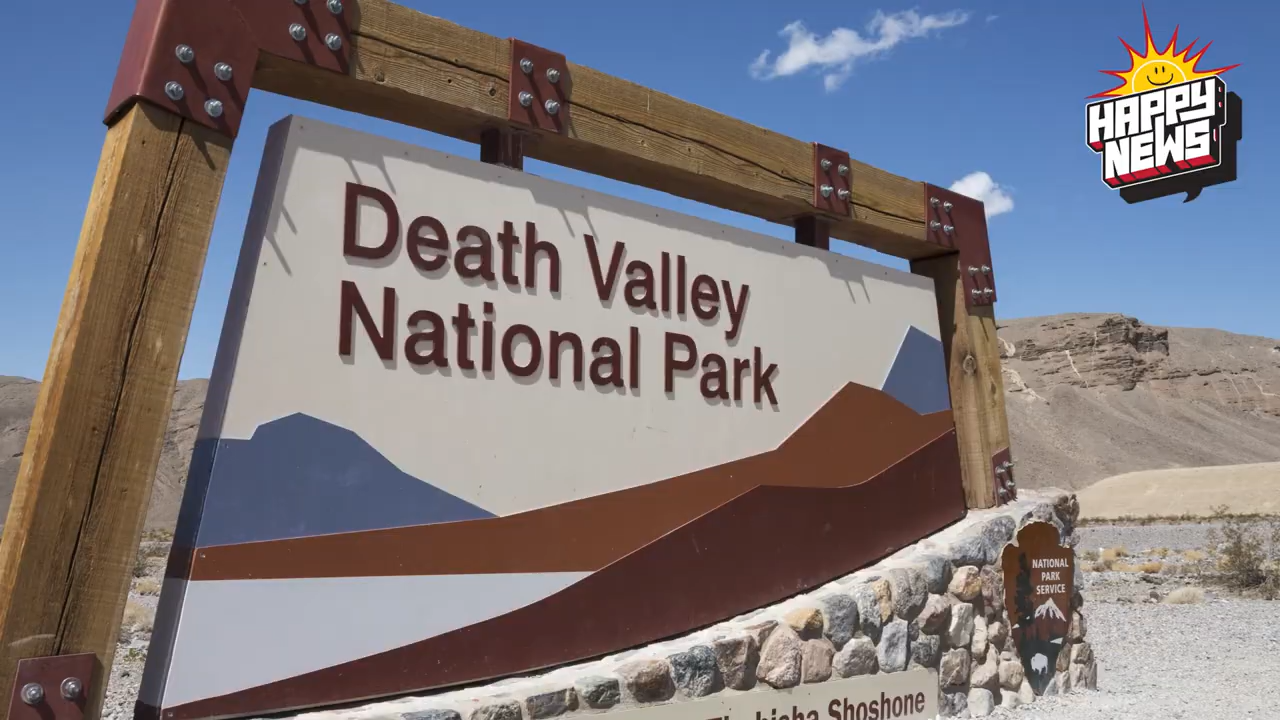 HAPPY
NEWS
Death Valley
National Park
NATIONAL
PARK
SERVICE
Shoshone